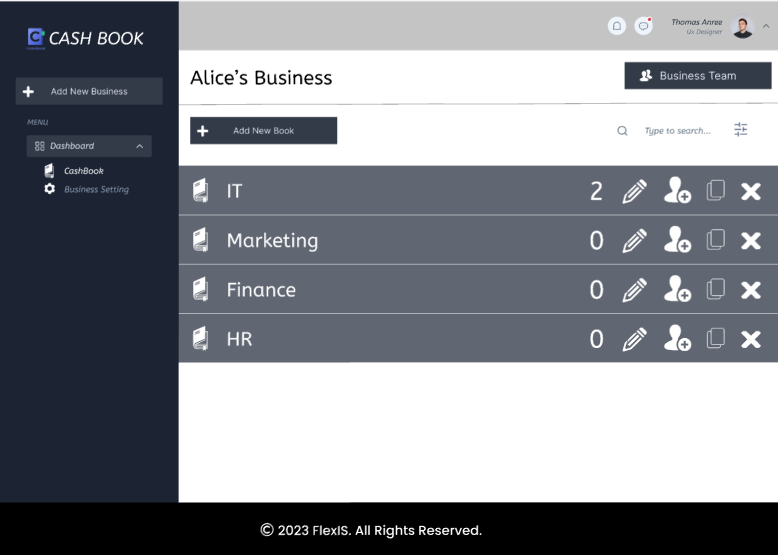 CASH BOOK
Thomas Anree
Ux Designer
Add New Business
Alice's Business
Business Team
MENU
Add New Book
Type to search...
Dashboard
CashBook
Business Setting
IT 2
Marketing 0
Finance 0
HR 0
© 2023 FlexIS. All Rights Reserved.